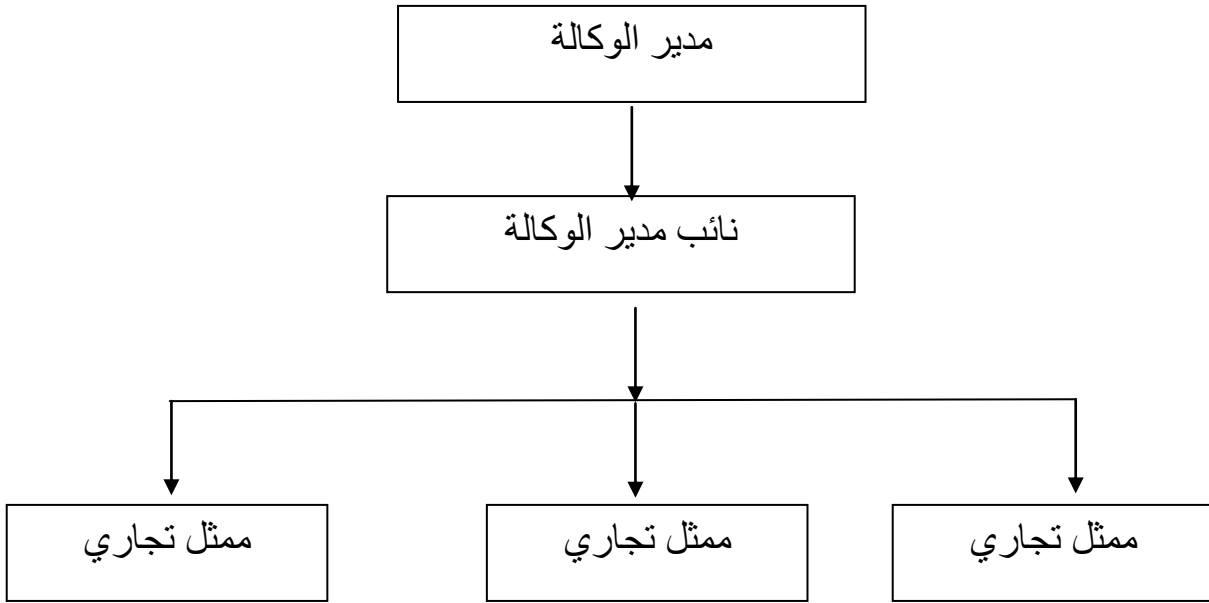 مدير الوكالة
نائب مدير الوكالة
ممثل تجاري
ممثل تجاري
ممثل تجاري